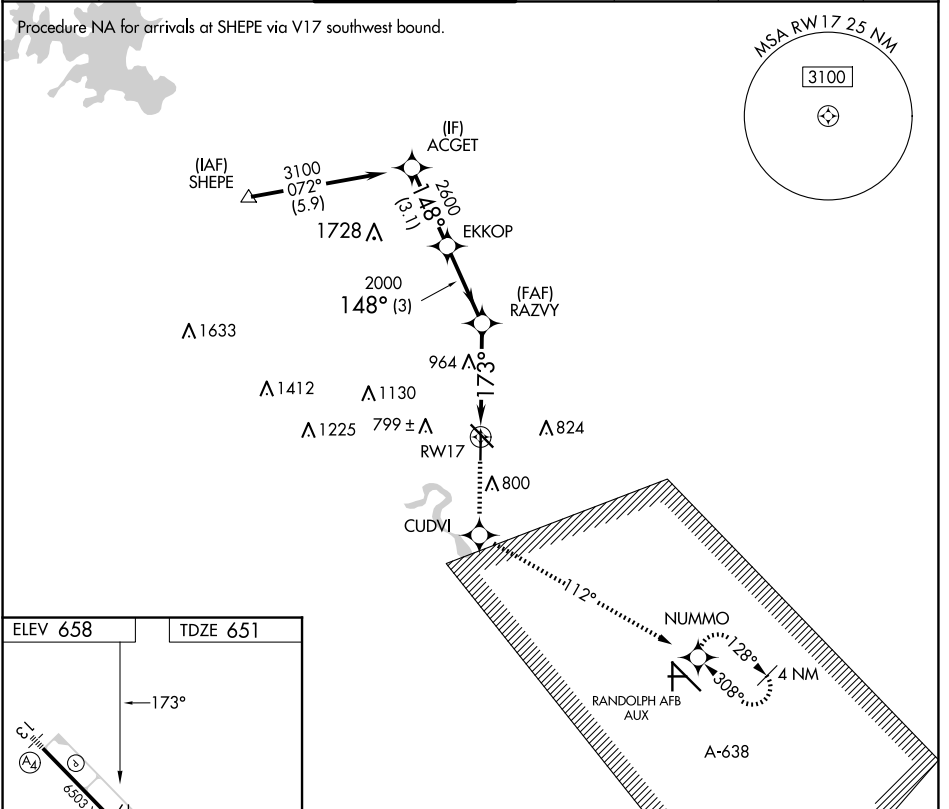 Procedure NA for arrivals at SHEPE via V17 southwest bound.
MSA RW17 25 NM
3100
(IF)
ACGET
(IAF)
SHEPE
3100
072°
(5.9)
2600
148°
(3.1)
1728
EKKOP
2000
148° (3)
(FAF)
RAZVY
1633
964
173°
1412
1130
1225
799 ±
824
RW17
800
CUDVI
112°
NUMMO
128°
4 NM
308°
RANDOLPH AFB
AUX
A-638
ELEV 658
TDZE 651
173°
13
A4
P
6503